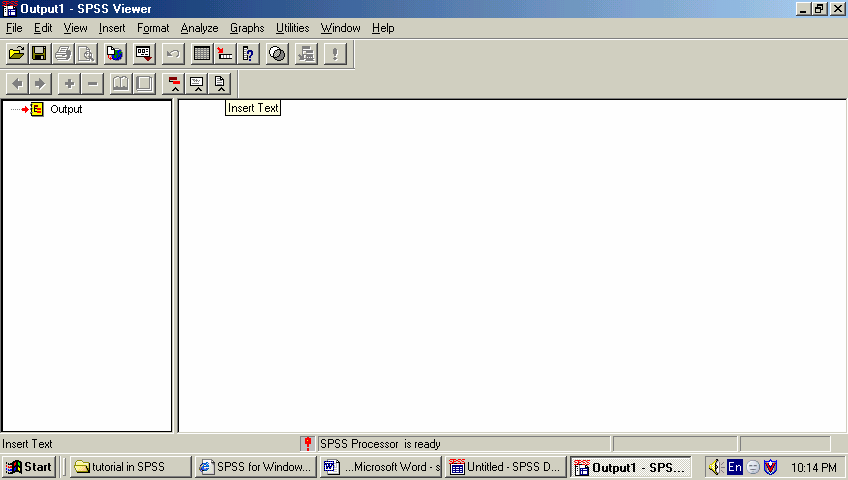 Output1 - SPSS Viewer
File Edit View Insert Format Analyze Graphs Utilities Window Help
Insert Text
Output
Insert Text
SPSS Processor is ready
Start
tutorial in SPSS
SPSS for Window...
...Microsoft Word - s
Untitled - SPSS D...
Output1 - SPS...
En
10:14 PM